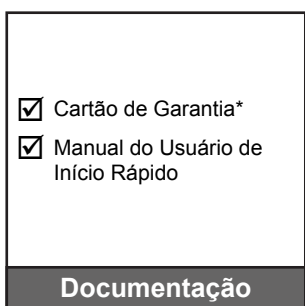 ☑ Cartão de Garantia*
☑ Manual do Usuário de
Início Rápido
Documentação